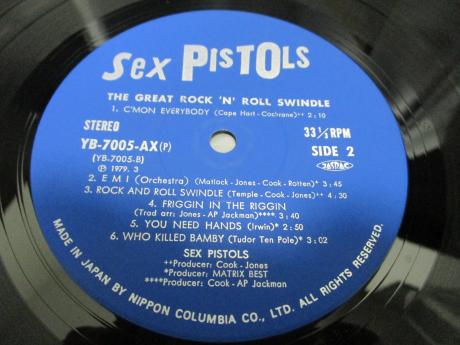 Sex PISTOLS
THE GREAT ROCK 'N' ROLL SWINDLE
1. C'MON EVERYBODY (Cape Hart-Cochrane)++ 2:10
STEREO
33 1/3 RPM
YB-7005-AX(P)
SIDE 2
(YB-7005-B)
JASRAC
Ⓟ 1979. 3
2. E M I (Orchestra) (Matlock-Jones-Cook-Rotten)* 3:45
3. ROCK AND ROLL SWINDLE (Temple-Jones-Cook)++ 4:30
4. FRIGGIN IN THE RIGGIN
(Trad arr: Jones-AP Jackman)**** 3:40
5. YOU NEED HANDS (Irwin)* 2:50
6. WHO KILLED BAMBY (Tudor Ten Pole)* 3:02
SEX PISTOLS
++Producer: Cook-Jones
*Producer: MATRIX BEST
****Producer: Cook-AP Jackman
MADE IN JAPAN BY NIPPON COLUMBIA CO., LTD. ALL RIGHTS RESERVED.